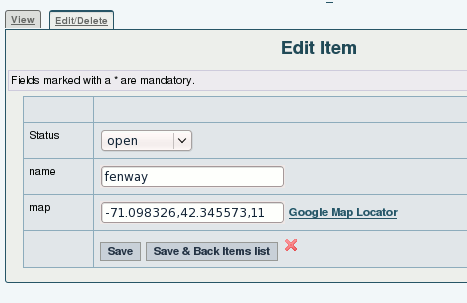 View Edit/Delete
Edit Item
Fields marked with a * are mandatory.
Status open
name fenway
map -71.098326,42.345573,11 Google Map Locator
Save Save & Back Items list